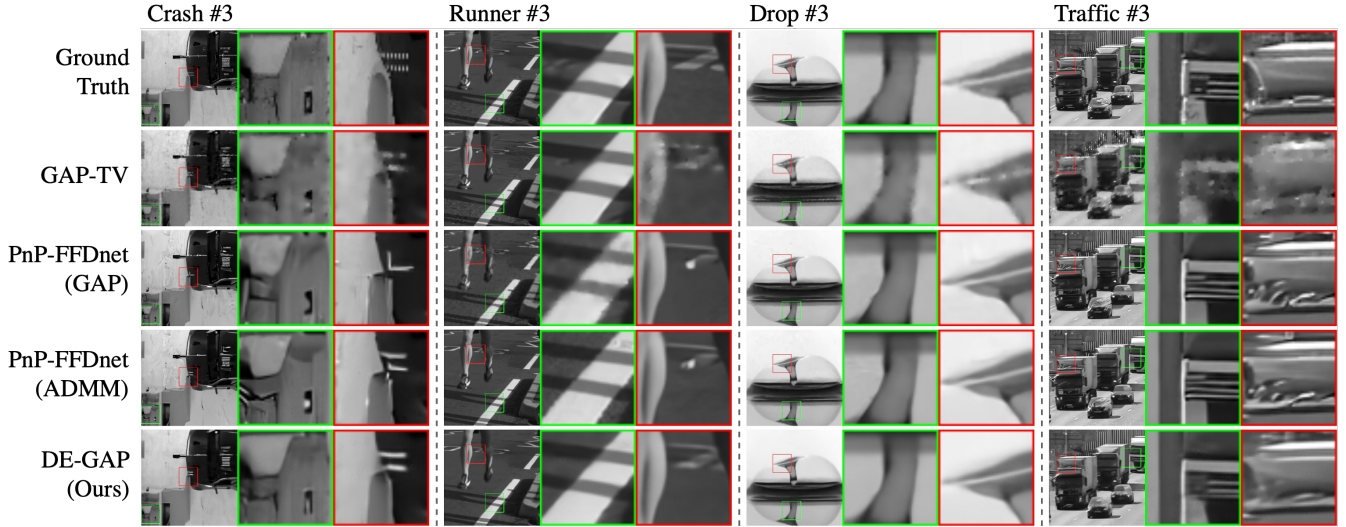 Crash #3
Runner #3
Drop #3
Traffic #3
Ground
Truth
GAP-TV
PnP-FFDnet
(GAP)
PnP-FFDnet
(ADMM)
DE-GAP
(Ours)